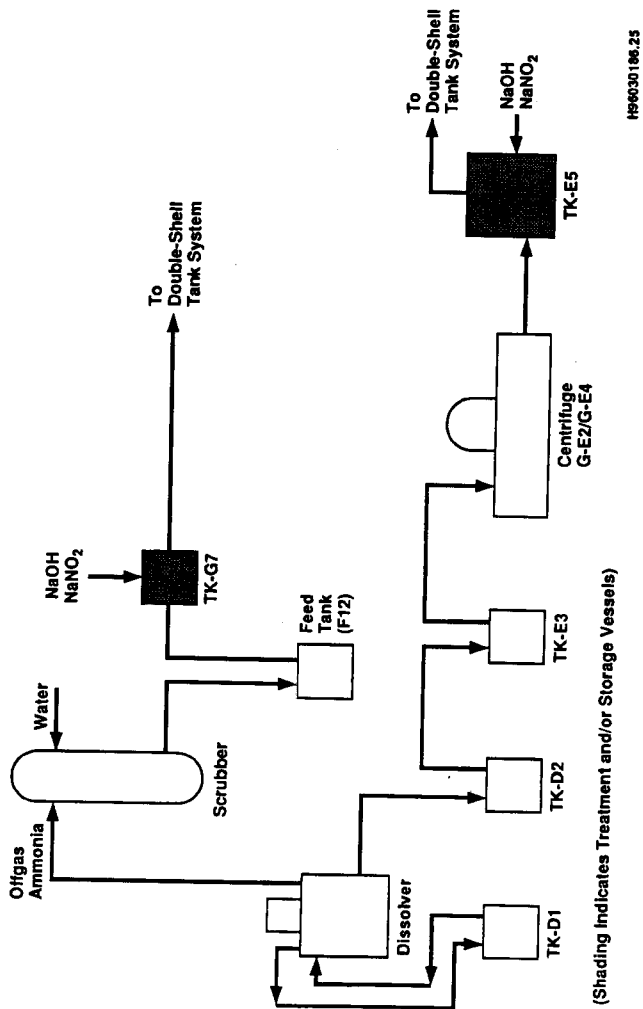 Offgas
Ammonia
Water
Scrubber
NaOH
NaNO₂
TK-G7
To
Double-Shell
Tank System
Feed
Tank
(F12)
Dissolver
TK-D1
TK-D2
TK-E3
Centrifuge
G-E2/G-E4
To
Double-Shell
Tank System
NaOH
NaNO₂
TK-E5
(Shading Indicates Treatment and/or Storage Vessels)
H96030186.25